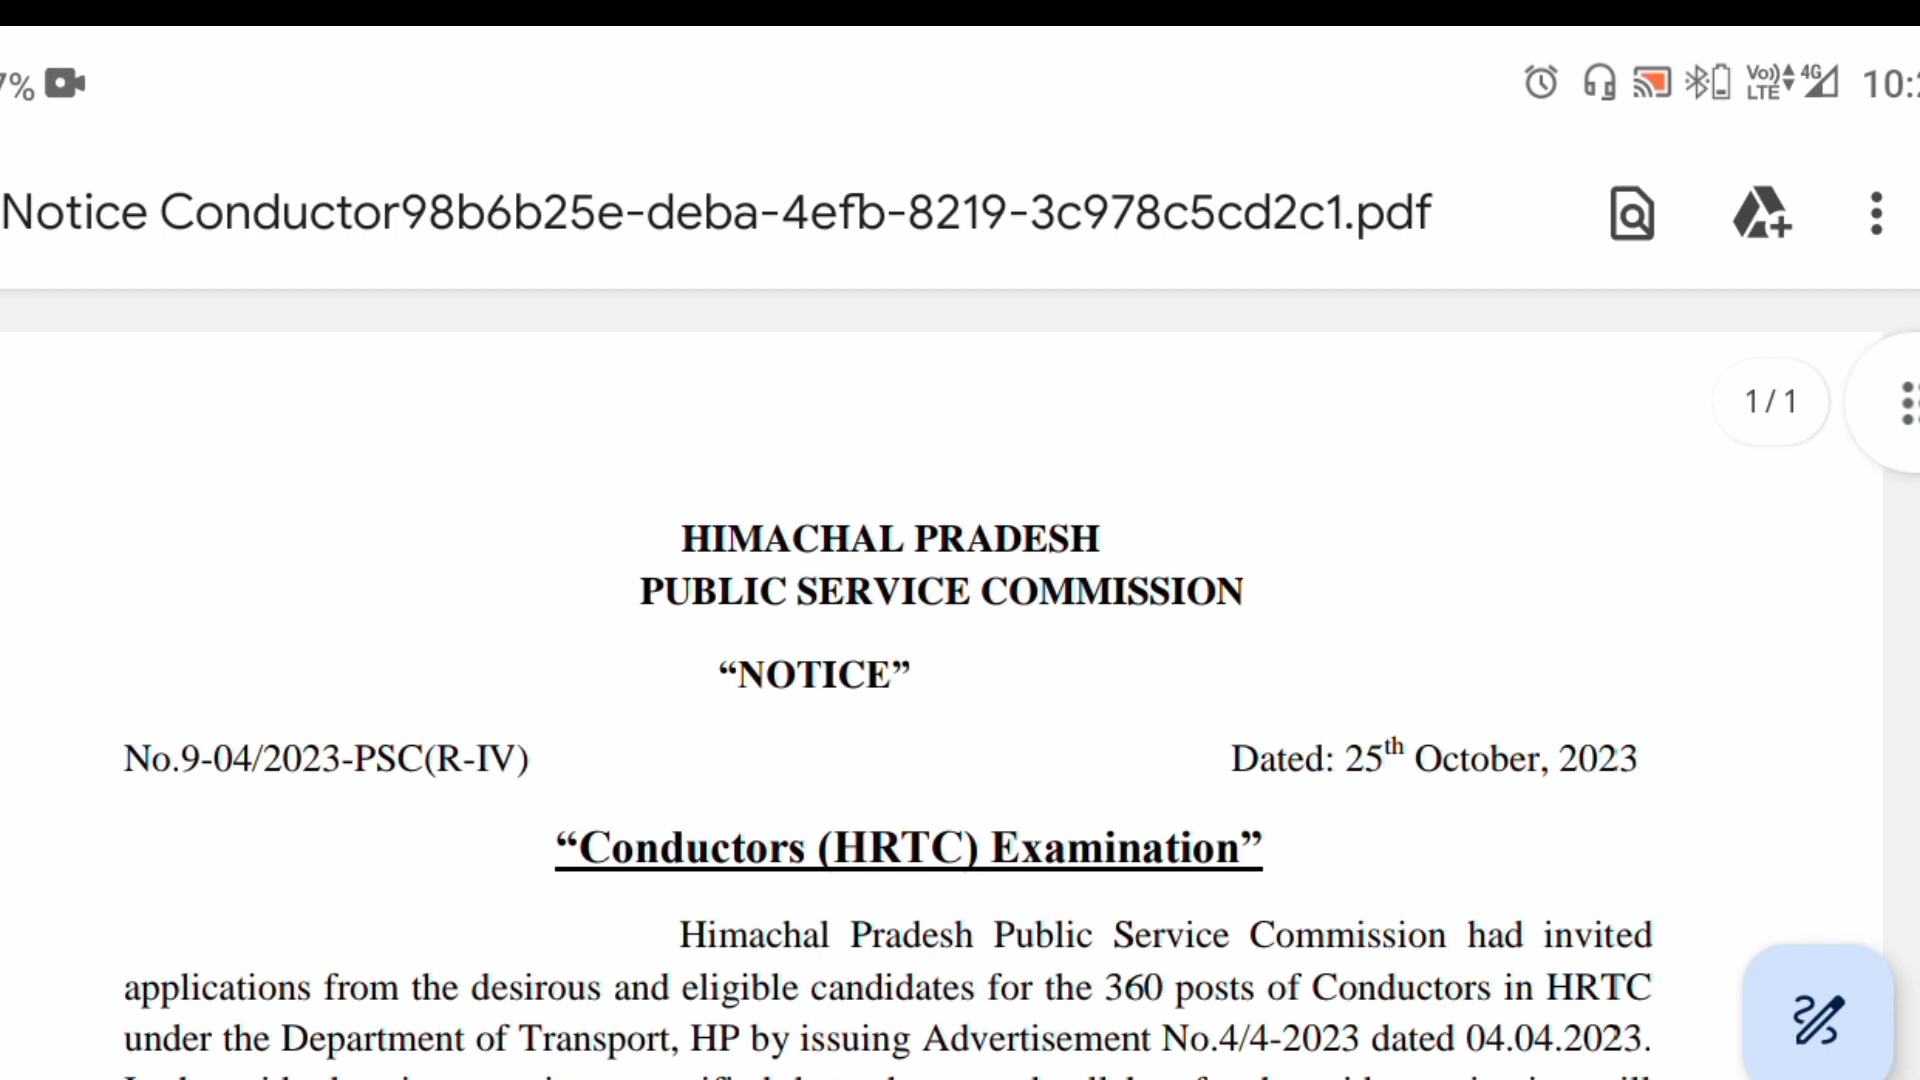 7%
VoLTE 4G 10:
Notice Conductor98b6b25e-deba-4efb-8219-3c978c5cd2c1.pdf
1/1
HIMACHAL PRADESH
PUBLIC SERVICE COMMISSION
“NOTICE”
No.9-04/2023-PSC(R-IV) Dated: 25th October, 2023
“Conductors (HRTC) Examination”
Himachal Pradesh Public Service Commission had invited
applications from the desirous and eligible candidates for the 360 posts of Conductors in HRTC
under the Department of Transport, HP by issuing Advertisement No.4/4-2023 dated 04.04.2023.